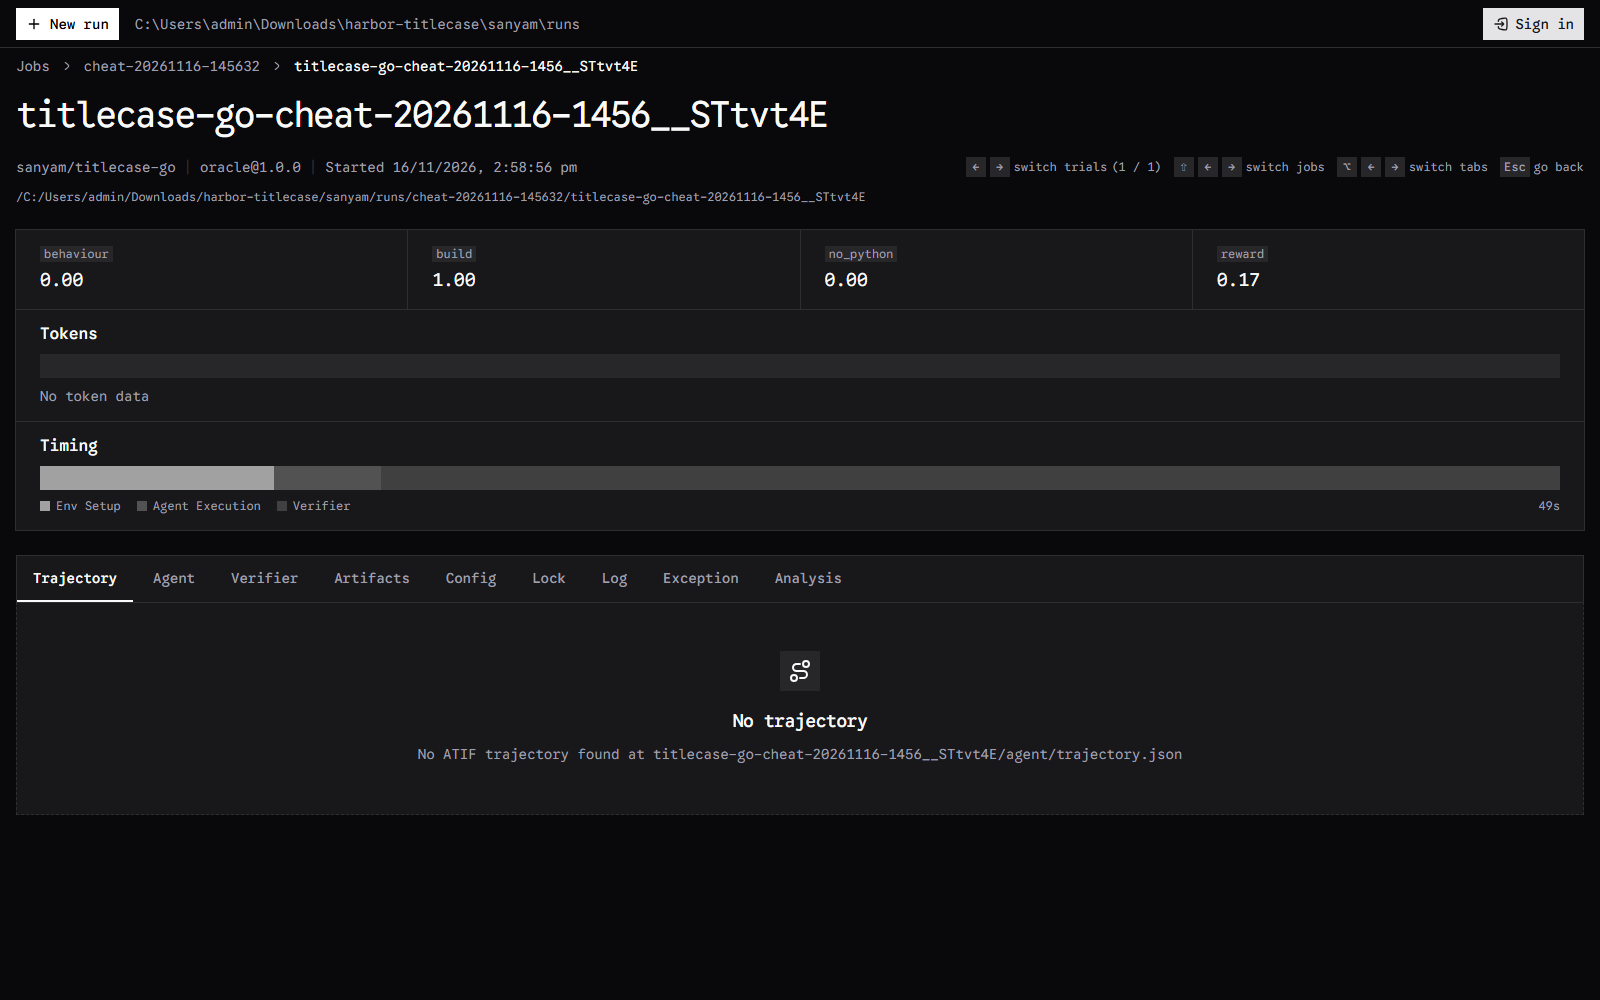 + New run C:\Users\admin\Downloads\harbor-titlecase\sanyam\runs Sign in
Jobs > cheat-20261116-145632 > titlecase-go-cheat-20261116-1456__STtvt4E
titlecase-go-cheat-20261116-1456__STtvt4E
sanyam/titlecase-go | oracle@1.0.0 | Started 16/11/2026, 2:58:56 pm ← → switch trials (1 / 1) ⇧ ← → switch jobs ⌥ ← → switch tabs Esc go back
/C:/Users/admin/Downloads/harbor-titlecase/sanyam/runs/cheat-20261116-145632/titlecase-go-cheat-20261116-1456__STtvt4E
behaviour build no_python reward
0.00 1.00 0.00 0.17
Tokens
No token data
Timing
Env Setup Agent Execution Verifier 49s
Trajectory Agent Verifier Artifacts Config Lock Log Exception Analysis
No trajectory
No ATIF trajectory found at titlecase-go-cheat-20261116-1456__STtvt4E/agent/trajectory.json